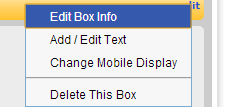 Edit Box Info
Add / Edit Text
Change Mobile Display
Delete This Box